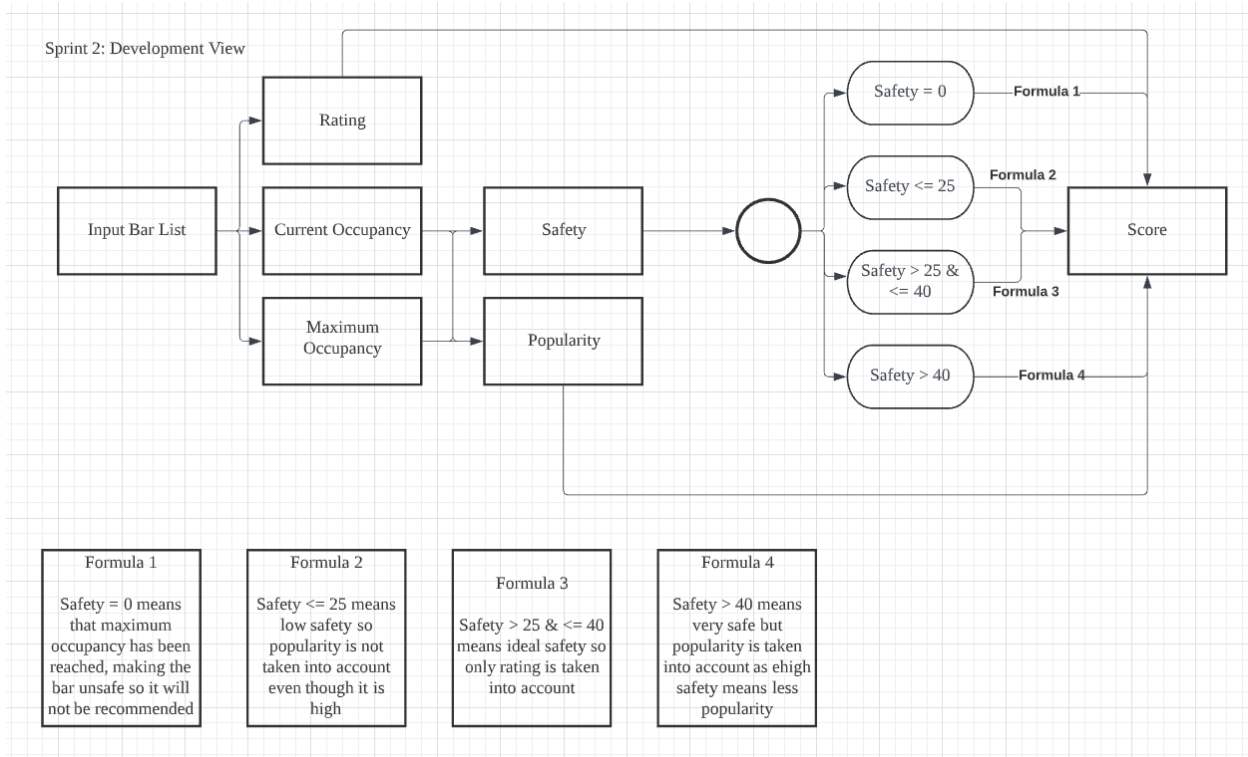 Sprint 2: Development View
Rating
Input Bar List
Current Occupancy
Maximum
Occupancy
Safety
Popularity
Safety = 0
Formula 1
Safety <= 25
Formula 2
Safety > 25 &
<= 40
Formula 3
Safety > 40
Formula 4
Score
Formula 1
Safety = 0 means
that maximum
occupancy has been
reached, making the
bar unsafe so it will
not be recommended
Formula 2
Safety <= 25 means
low safety so
popularity is not
taken into account
even though it is
high
Formula 3
Safety > 25 & <= 40
means ideal safety so
only rating is taken
into account
Formula 4
Safety > 40 means
very safe but
popularity is taken
into account as ehigh
safety means less
popularity